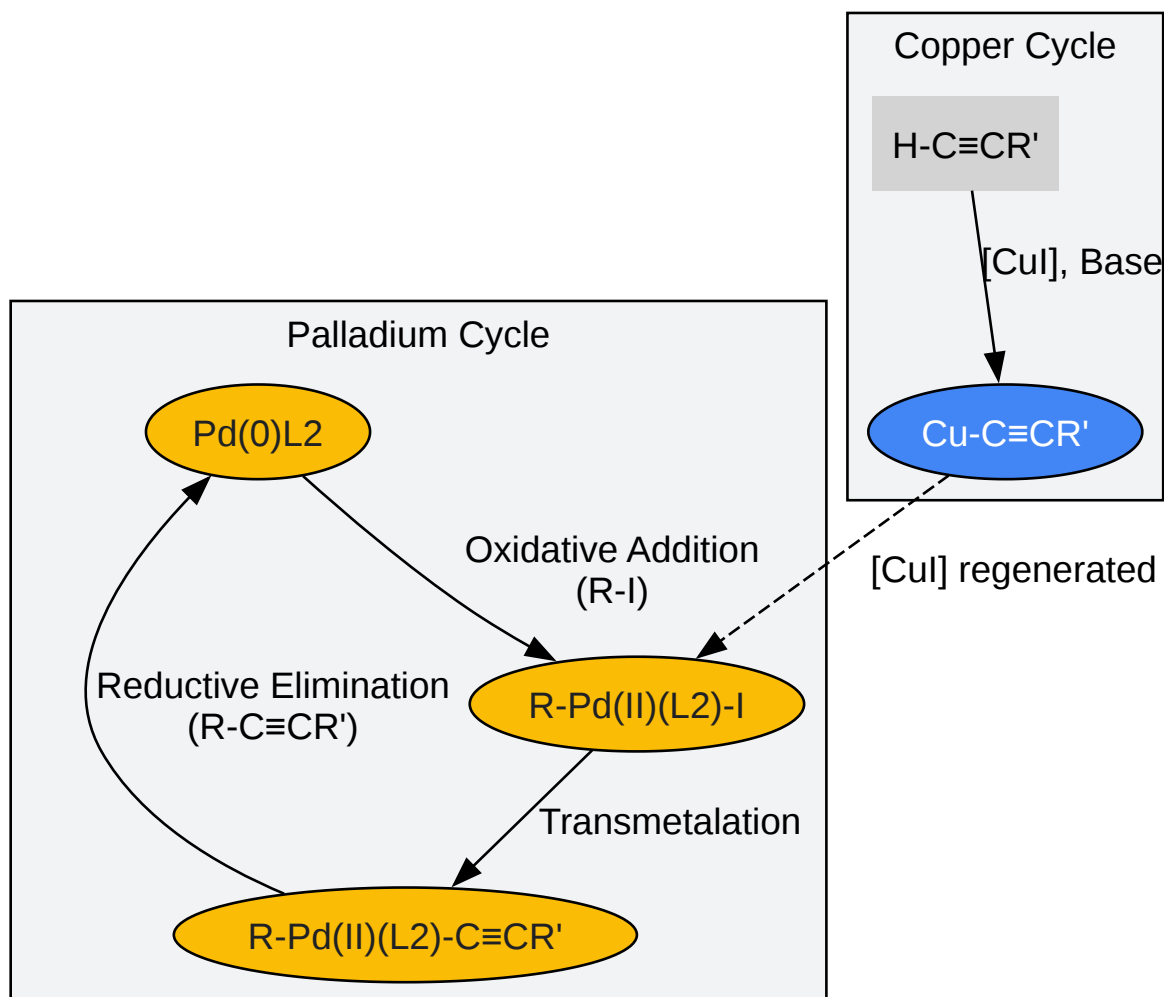 Copper Cycle
H-C≡CR'
[CuI], Base
Cu-C≡CR'
[CuI] regenerated
Palladium Cycle
Pd(0)L2
Oxidative Addition
(R-I)
R-Pd(II)(L2)-I
Reductive Elimination
(R-C≡CR')
Transmetalation
R-Pd(II)(L2)-C≡CR'